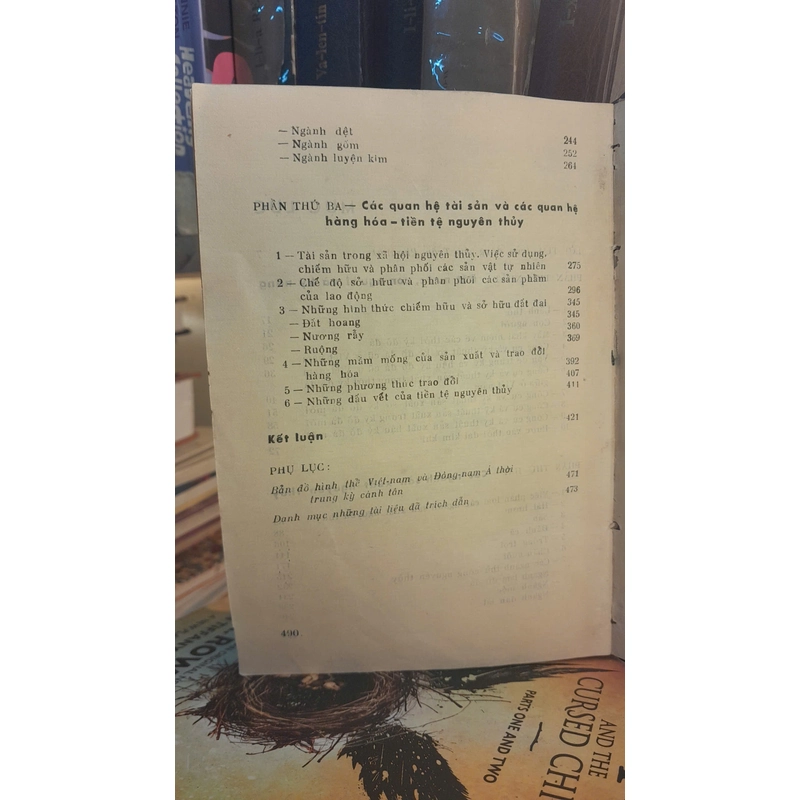 NNIE
Heavenly
Collection
Va-len-tin
— Ngành dệt 244
— Ngành gốm 252
— Ngành luyện kim 264
PHẦN THỨ BA — Các quan hệ tài sản và các quan hệ
hàng hóa – tiền tệ nguyên thủy
1 — Tài sản trong xã hội nguyên thủy. Việc sử dụng,
chiếm hữu và phân phối các sản vật tự nhiên 275
2 — Chế độ sở hữu và phân phối các sản phẩm
của lao động 296
3 — Những hình thức chiếm hữu và sở hữu đất đai 345
— Đất hoang 345
— Nương rẫy 360
— Ruộng 369
4 — Những mầm mống của sản xuất và trao đổi
hàng hóa 392
5 — Những phương thức trao đổi 407
6 — Những dấu vết của tiền tệ nguyên thủy 411
Kết luận 421
PHỤ LỤC :
Bản đồ hình thể Việt-nam và Đông-nam Á thời
trung kỳ cánh tân 471
Danh mục những tài liệu đã trích dẫn 473
490
TIFFAN
ROW
AND THE
CURSED CHI
PARTS ONE AND TWO